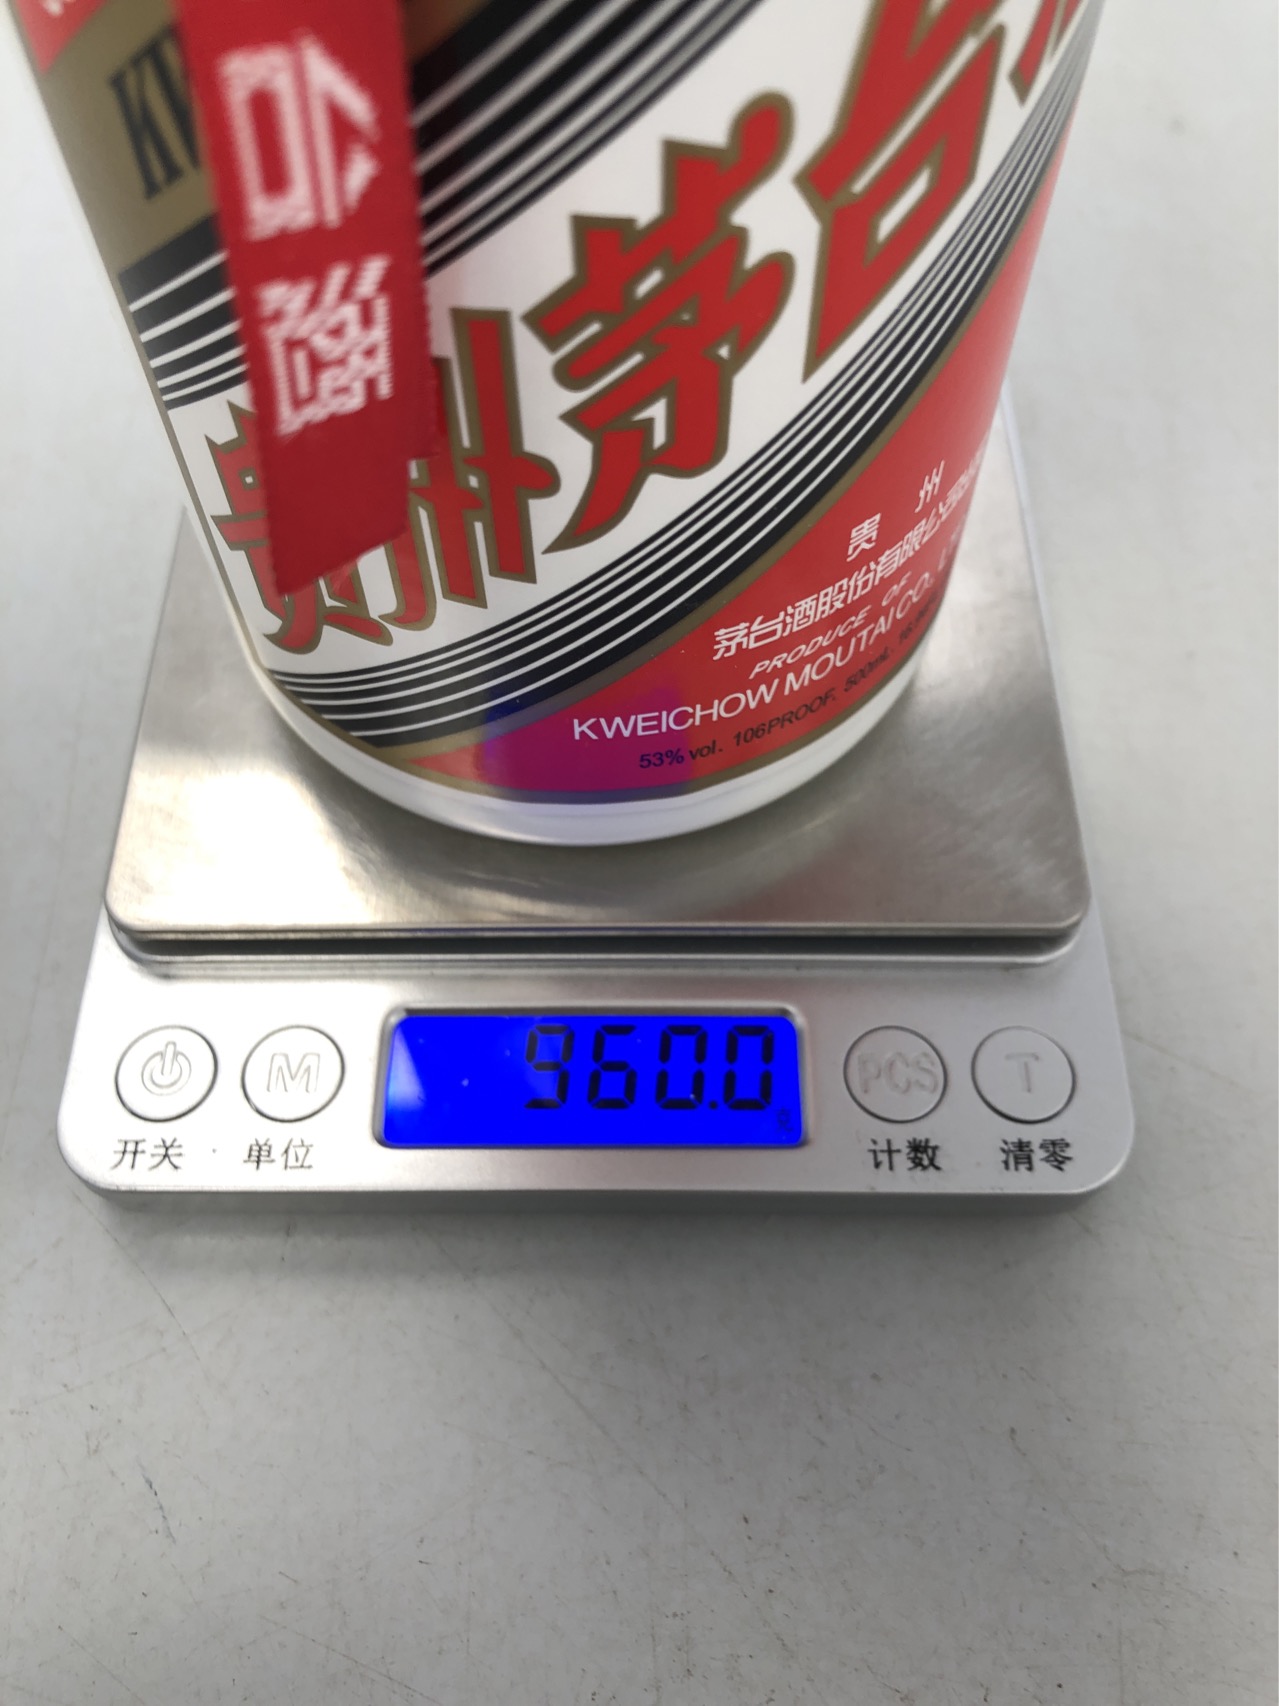 贵州茅台
贵 州
茅台酒股份有限公司
PRODUCE OF
KWEICHOW MOUTAI CO.
53% vol. 106PROOF. 500mL
960.0
M
PCS
T
开关
单位
计数
清零